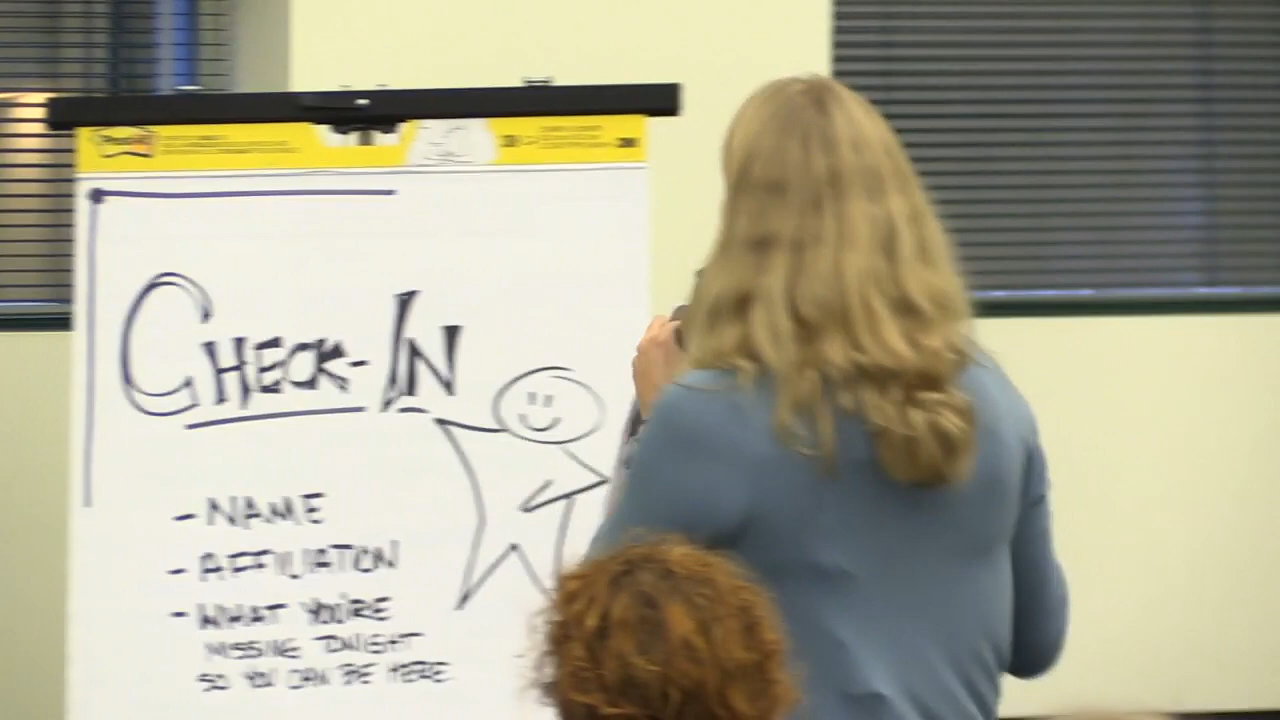 CHECK-IN
- NAME
- AFFILIATION
- WHAT YOU'RE
MISSING TONIGHT
SO YOU CAN BE HERE